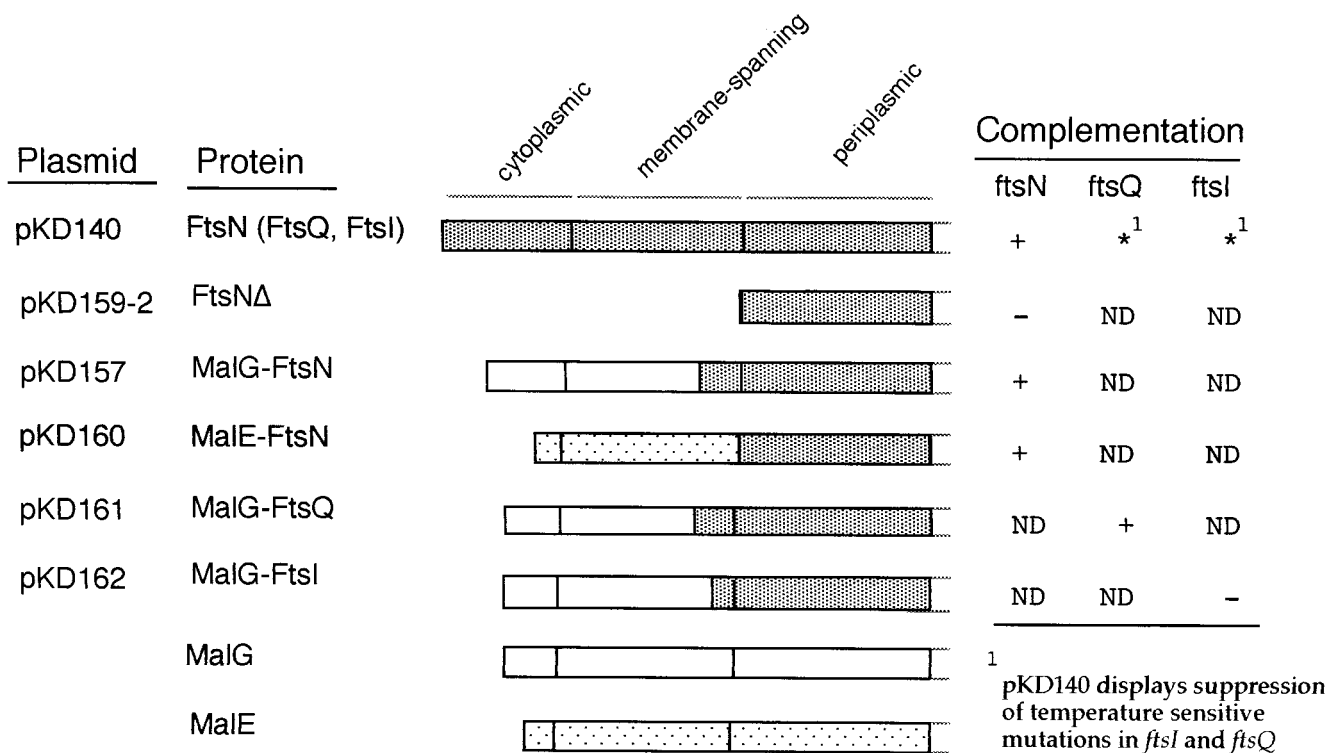 cytoplasmic
membrane-spanning
periplasmic
Complementation
Plasmid Protein
ftsN ftsQ ftsI
pKD140 FtsN (FtsQ, FtsI) + *1 *1
pKD159-2 FtsNΔ – ND ND
pKD157 MalG-FtsN + ND ND
pKD160 MalE-FtsN + ND ND
pKD161 MalG-FtsQ ND + ND
pKD162 MalG-FtsI ND ND –
MalG
MalE
1
pKD140 displays suppression
of temperature sensitive
mutations in ftsI and ftsQ